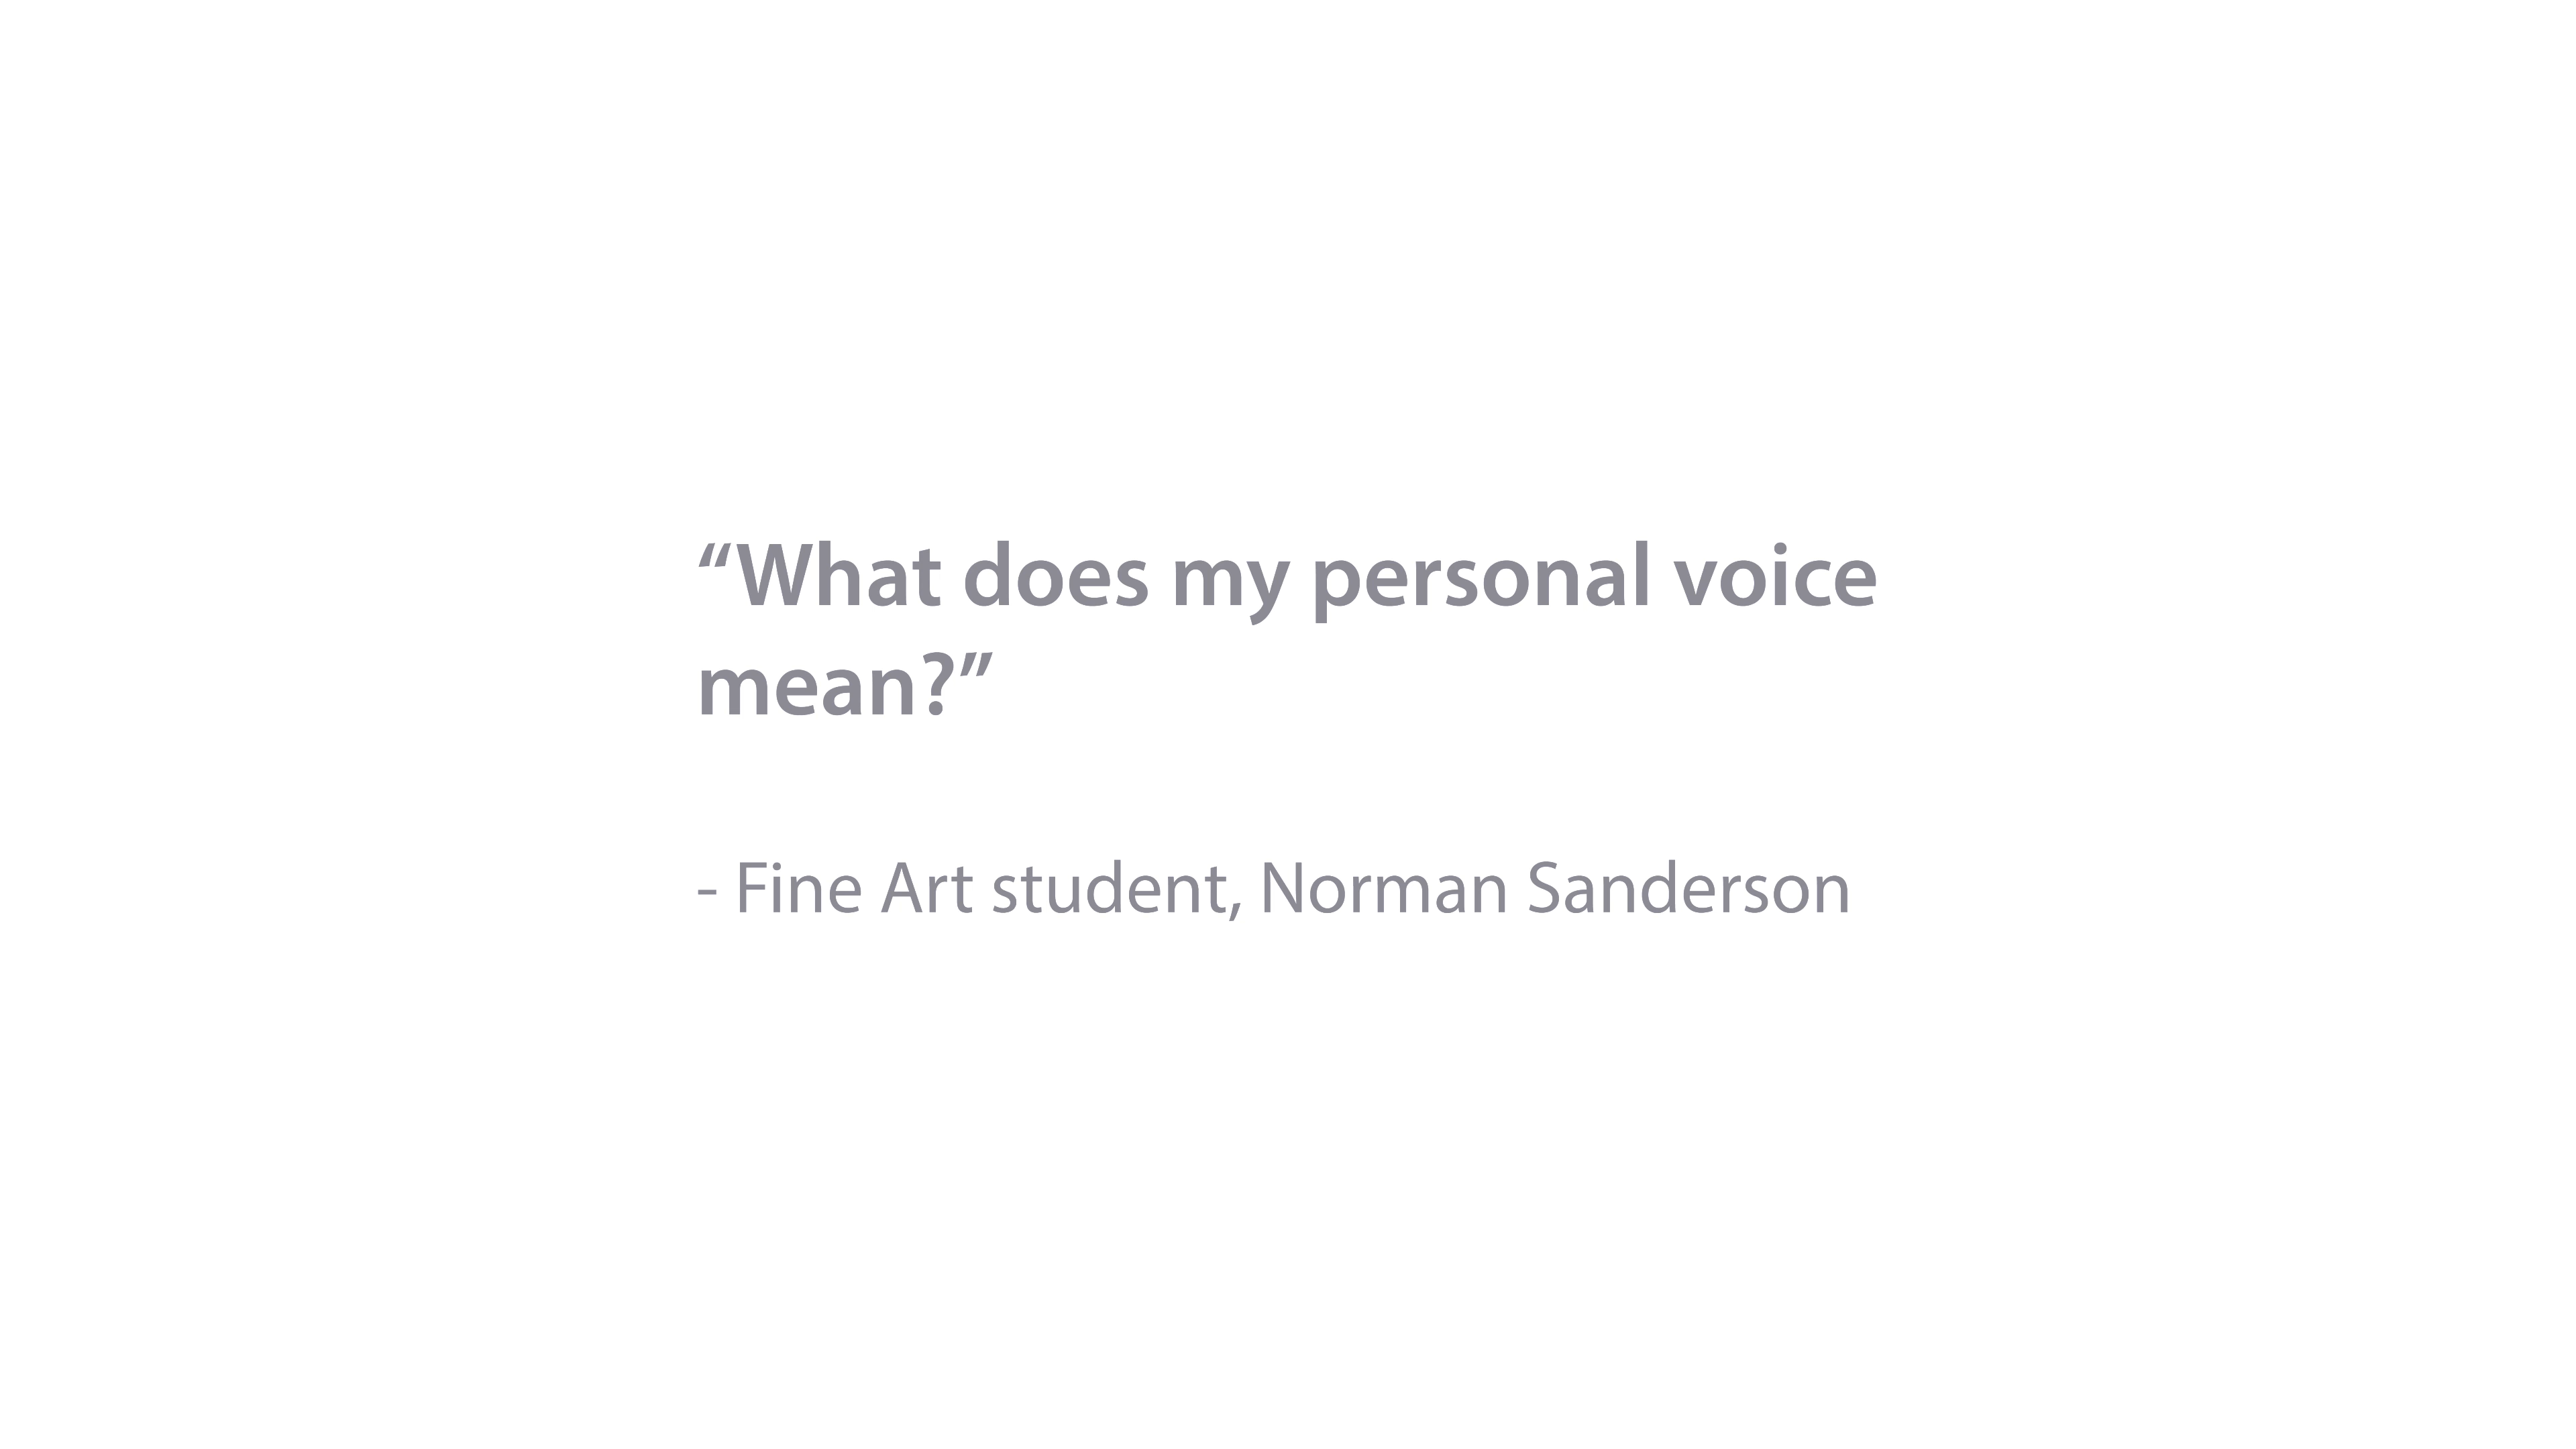 “What does my personal voice
mean?”
- Fine Art student, Norman Sanderson